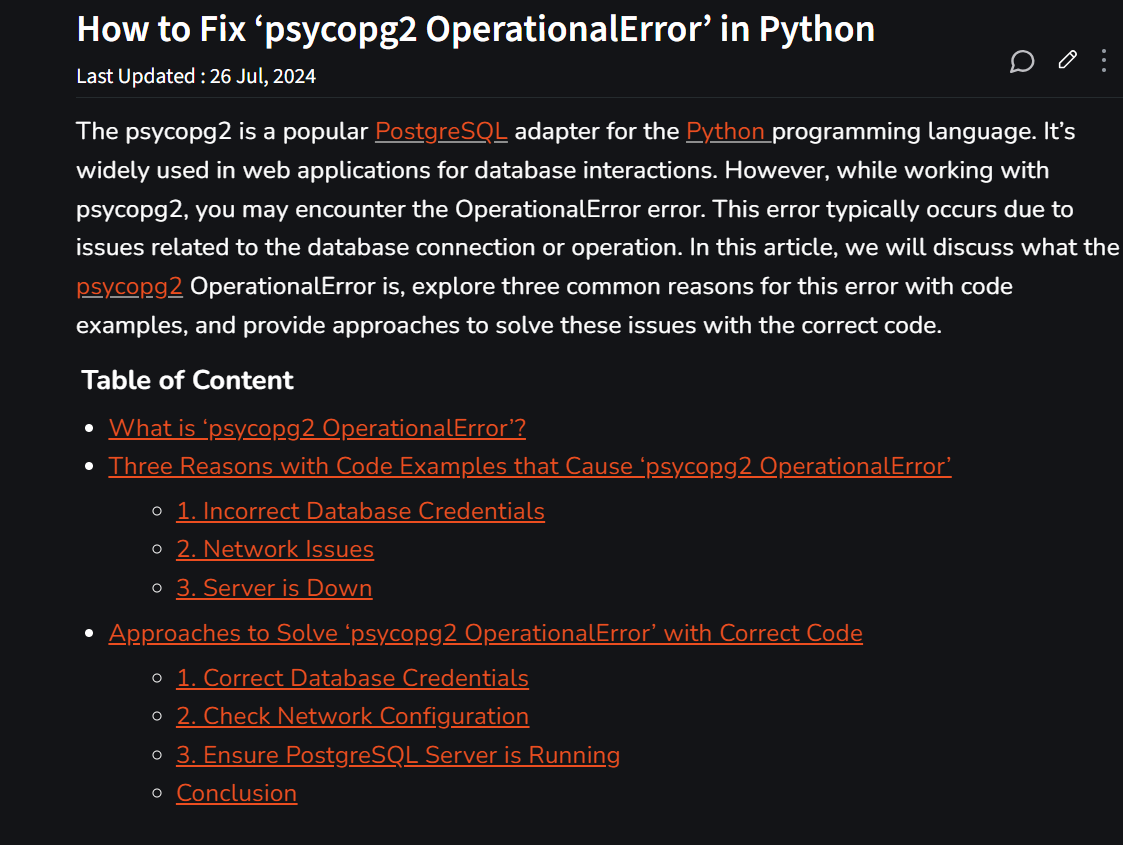 How to Fix ‘psycopg2 OperationalError’ in Python
Last Updated : 26 Jul, 2024
The psycopg2 is a popular PostgreSQL adapter for the Python programming language. It’s
widely used in web applications for database interactions. However, while working with
psycopg2, you may encounter the OperationalError error. This error typically occurs due to
issues related to the database connection or operation. In this article, we will discuss what the
psycopg2 OperationalError is, explore three common reasons for this error with code
examples, and provide approaches to solve these issues with the correct code.
Table of Content
What is ‘psycopg2 OperationalError’?
Three Reasons with Code Examples that Cause ‘psycopg2 OperationalError’
1. Incorrect Database Credentials
2. Network Issues
3. Server is Down
Approaches to Solve ‘psycopg2 OperationalError’ with Correct Code
1. Correct Database Credentials
2. Check Network Configuration
3. Ensure PostgreSQL Server is Running
Conclusion